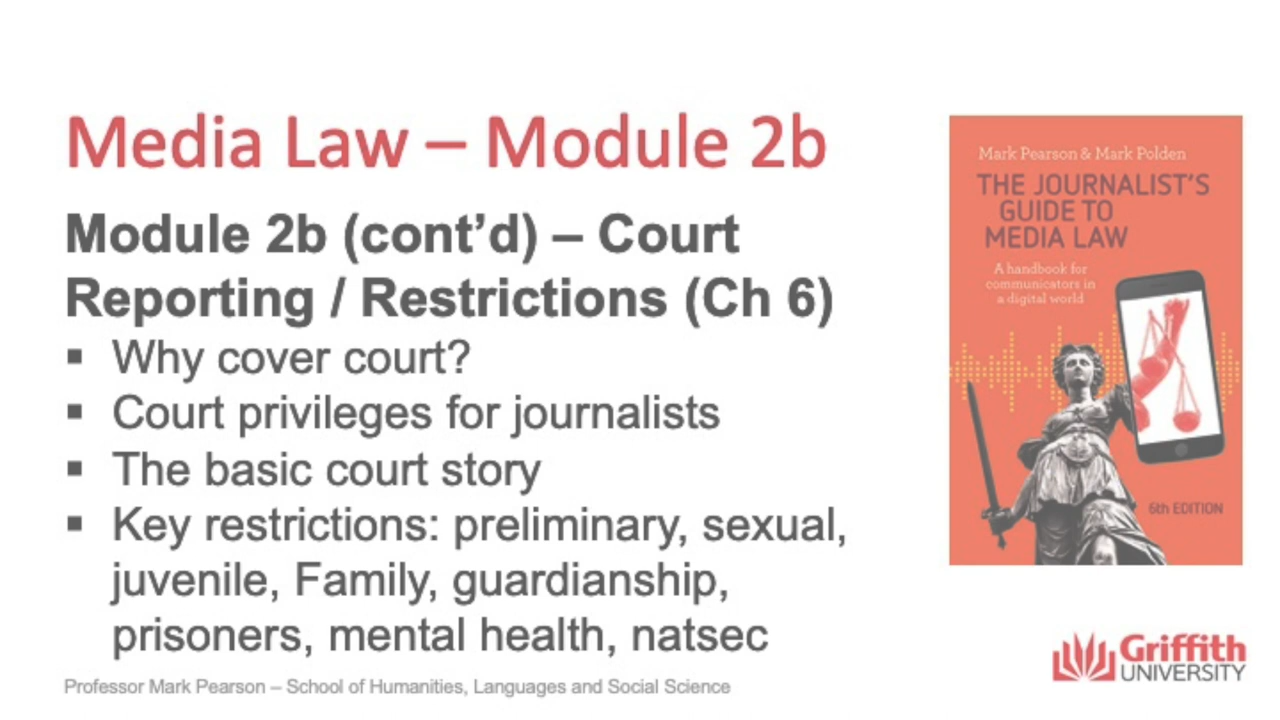 Media Law – Module 2b
Module 2b (cont’d) – Court
Reporting / Restrictions (Ch 6)
▪ Why cover court?
▪ Court privileges for journalists
▪ The basic court story
▪ Key restrictions: preliminary, sexual,
juvenile, Family, guardianship,
prisoners, mental health, natsec
Professor Mark Pearson – School of Humanities, Languages and Social Science
Mark Pearson & Mark Polden
THE JOURNALIST'S
GUIDE TO
MEDIA LAW
A handbook for
communicators in
a digital world
6th EDITION
Griffith
UNIVERSITY